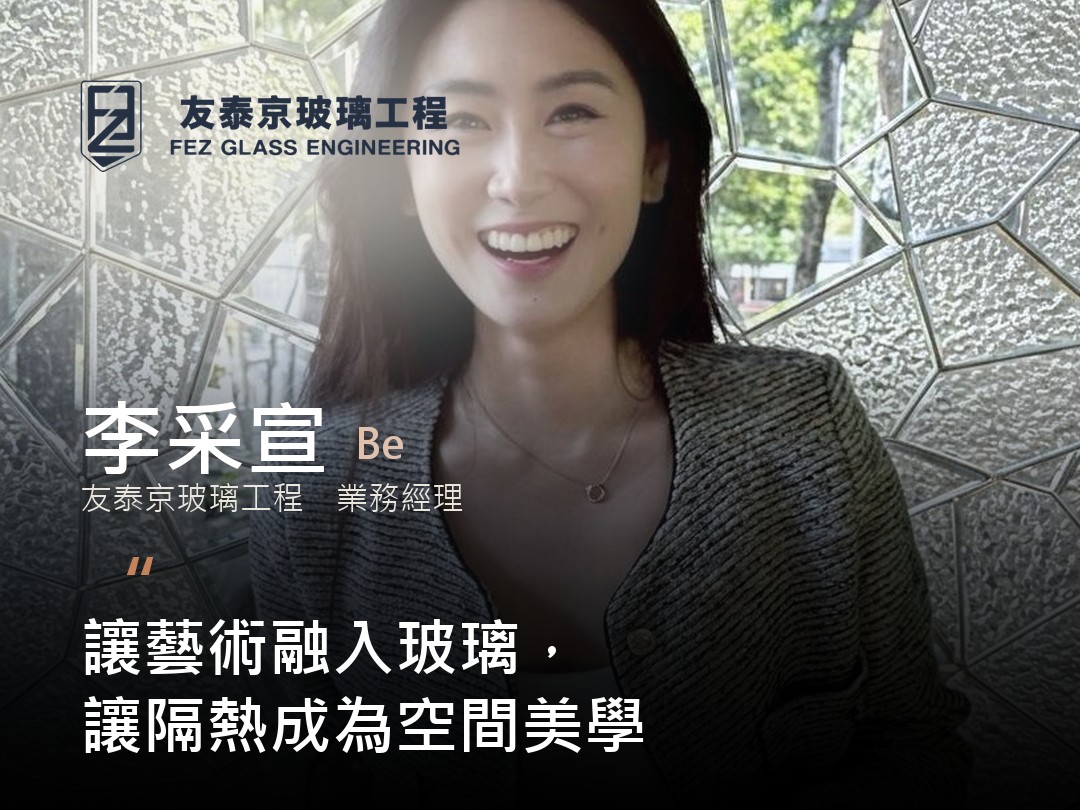 友泰京玻璃工程
FEZ GLASS ENGINEERING
李采宣 Be
友泰京玻璃工程 業務經理
"
讓藝術融入玻璃，
讓隔熱成為空間美學